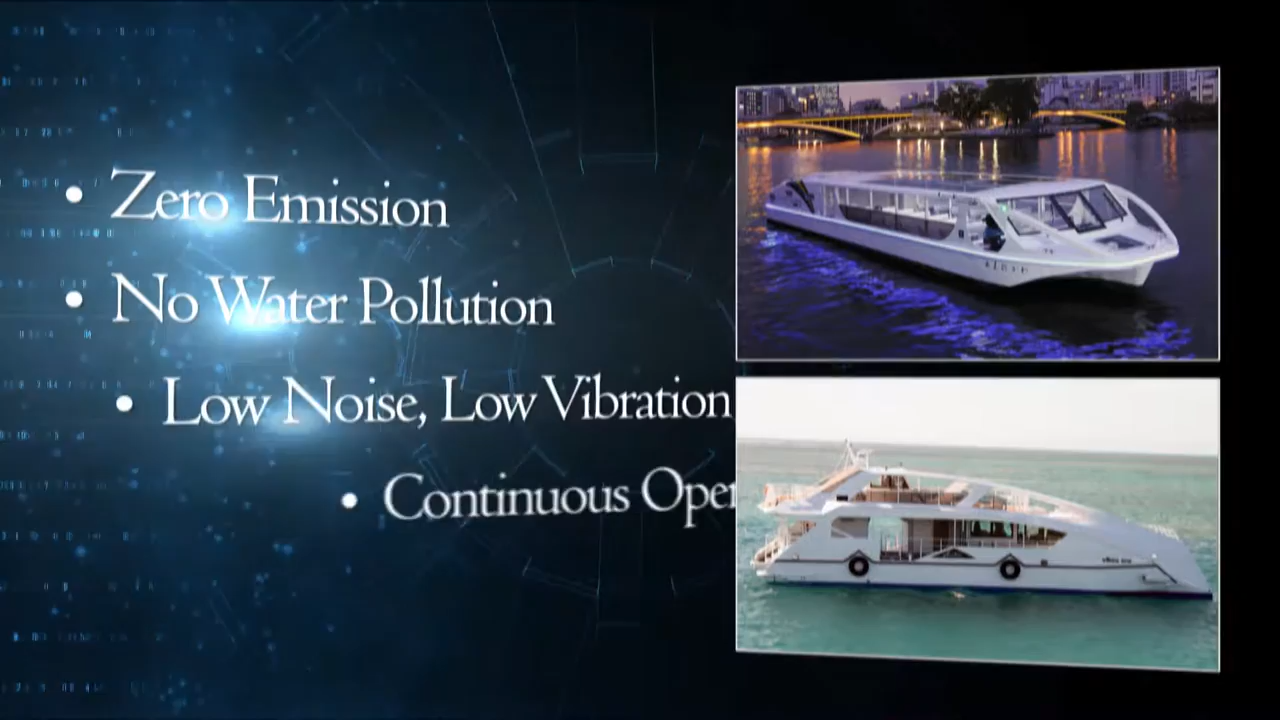 • Zero Emission
• No Water Pollution
• Low Noise, Low Vibration
• Continuous Oper